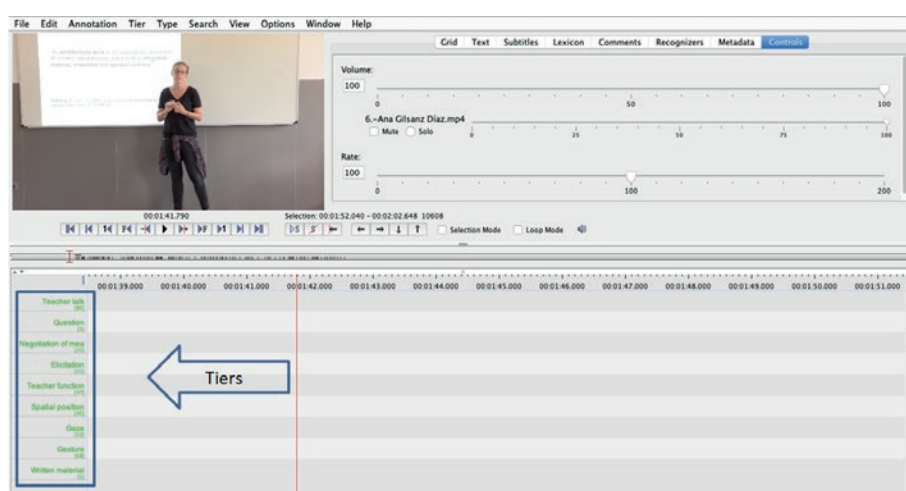 File Edit Annotation Tier Type Search View Options Window Help
Grid Text Subtitles Lexicon Comments Recognizers Metadata Controls
Volume:
100
0 50 100
6.-Ana Gilsanz Díaz.mp4
Mute Solo
0 25 50 75 100
Rate:
100
0 100 200
00:01:41.790
Selection: 00:01:52.040 - 00:02:02.648 10608
Selection Mode Loop Mode
00:01:39.000 00:01:40.000 00:01:41.000 00:01:42.000 00:01:43.000 00:01:44.000 00:01:45.000 00:01:46.000 00:01:47.000 00:01:48.000 00:01:49.000 00:01:50.000 00:01:51.000
Teacher talk
Question
Negotiation of mea
Elicitation
Teacher function
Spatial position
Gaze
Gesture
Written material
Tiers